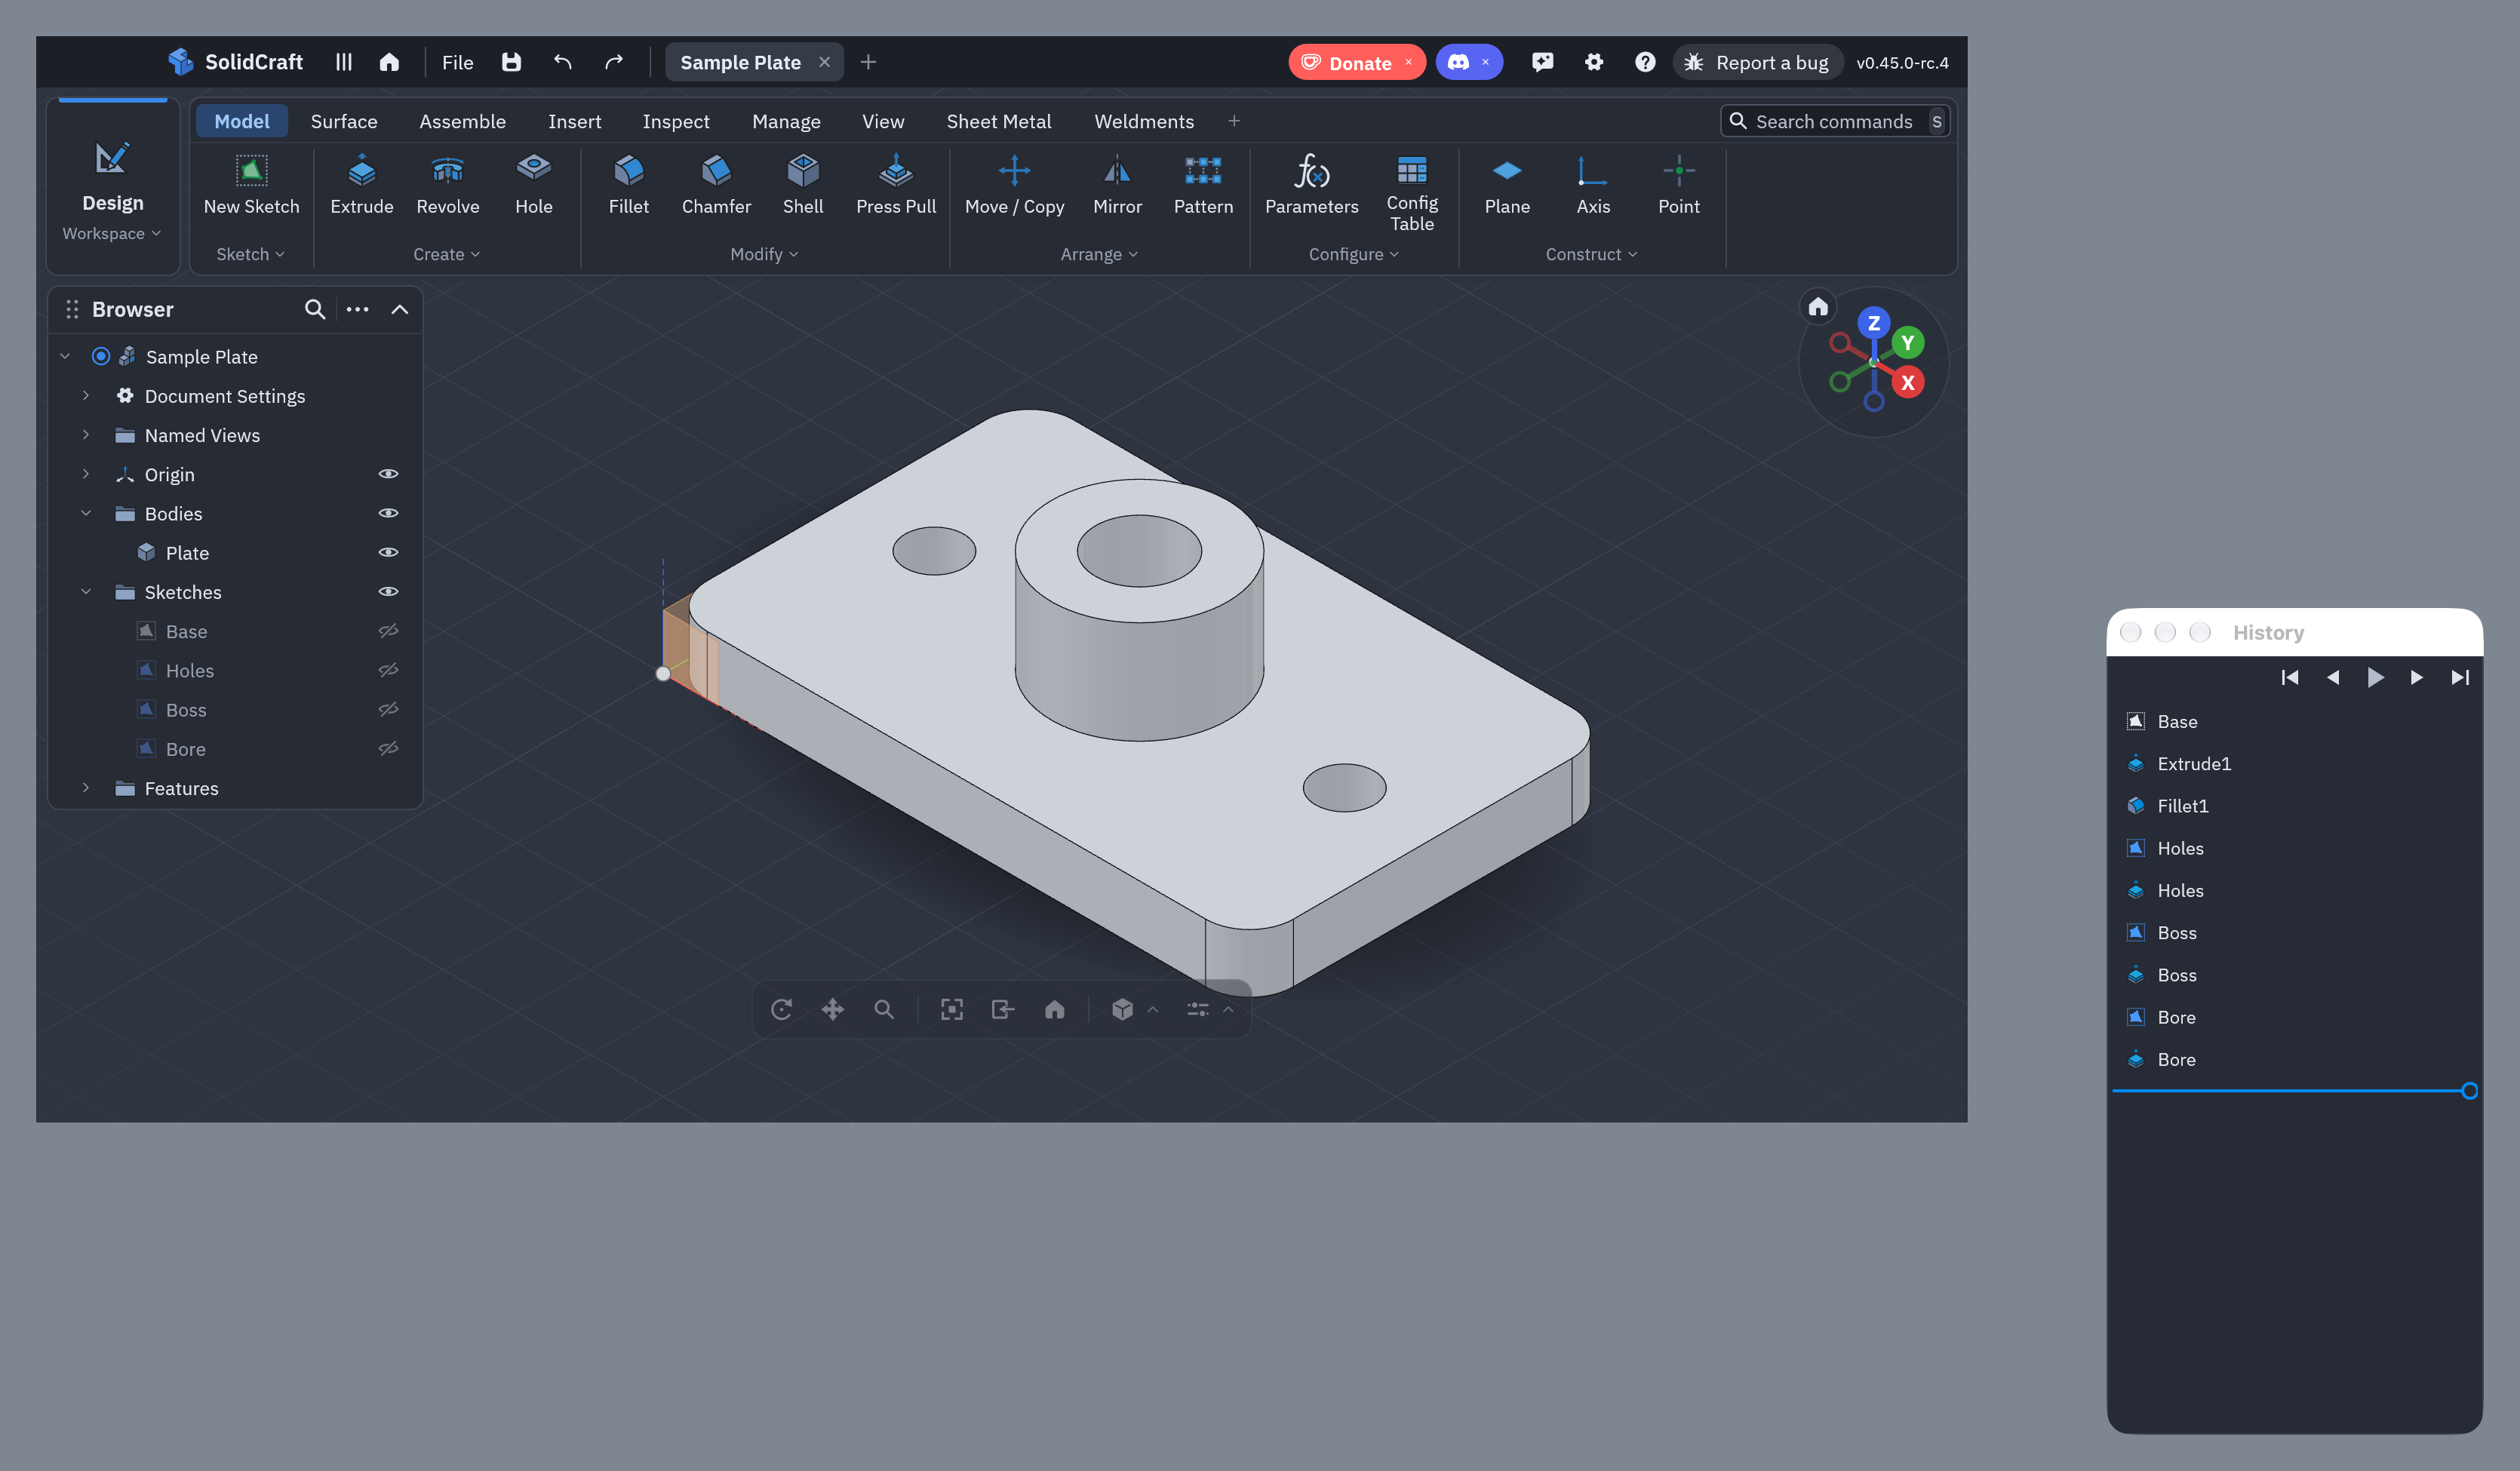 SolidCraft File Sample Plate Donate Report a bug v0.45.0-rc.4
Model Surface Assemble Insert Inspect Manage View Sheet Metal Weldments Search commands S
Design
Workspace
New Sketch Extrude Revolve Hole Fillet Chamfer Shell Press Pull Move / Copy Mirror Pattern Parameters Config Table Plane Axis Point
Sketch Create Modify Arrange Configure Construct
Browser
Sample Plate
Document Settings
Named Views
Origin
Bodies
Plate
Sketches
Base
Holes
Boss
Bore
Features
Z
Y
X
History
Base
Extrude1
Fillet1
Holes
Holes
Boss
Boss
Bore
Bore